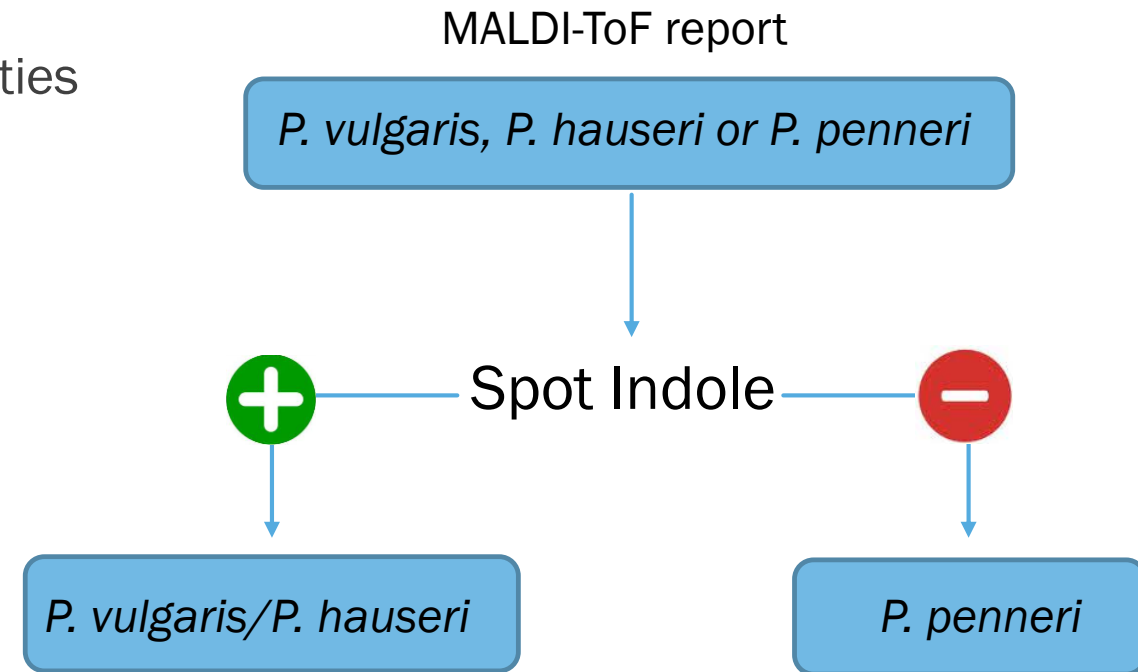 MALDI-ToF report
ties
P. vulgaris, P. hauseri or P. penneri
Spot Indole
P. vulgaris/P. hauseri
P. penneri